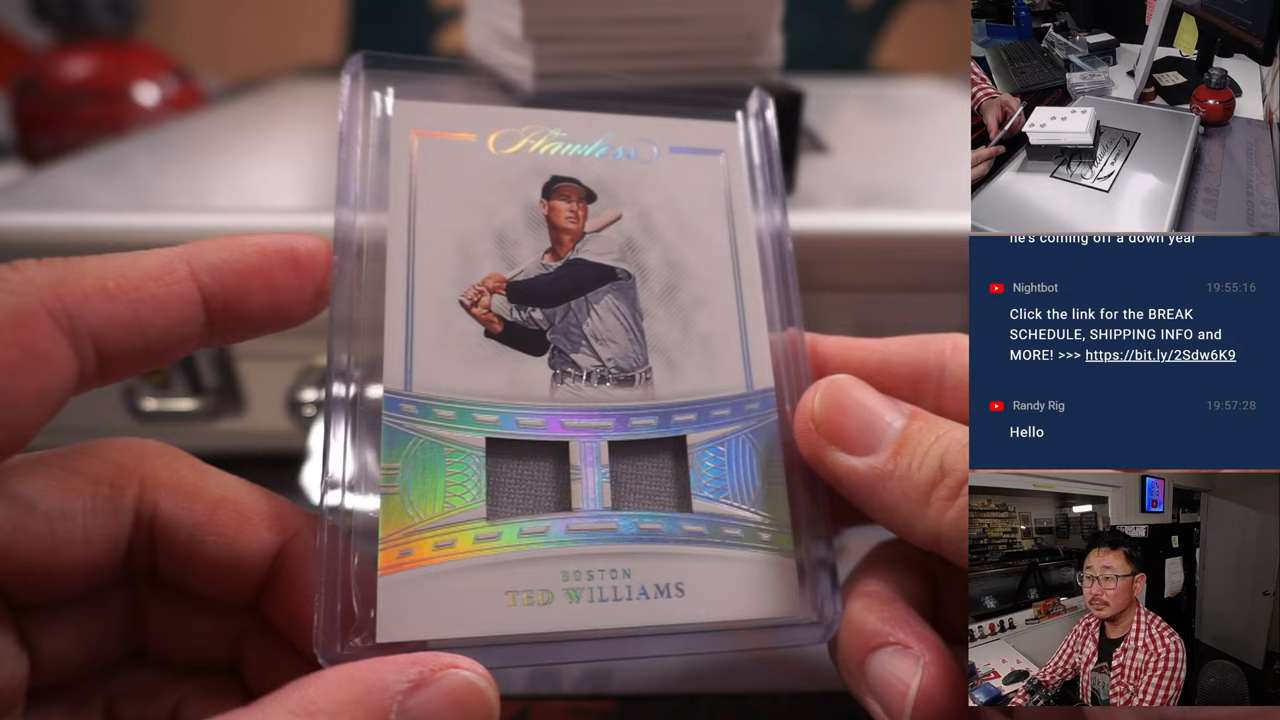 Flawless
BOSTON
TED WILLIAMS
he's coming off a down year
Nightbot 19:55:16
Click the link for the BREAK
SCHEDULE, SHIPPING INFO and
MORE! >>> https://bit.ly/2Sdw6K9
Randy Rig 19:57:28
Hello